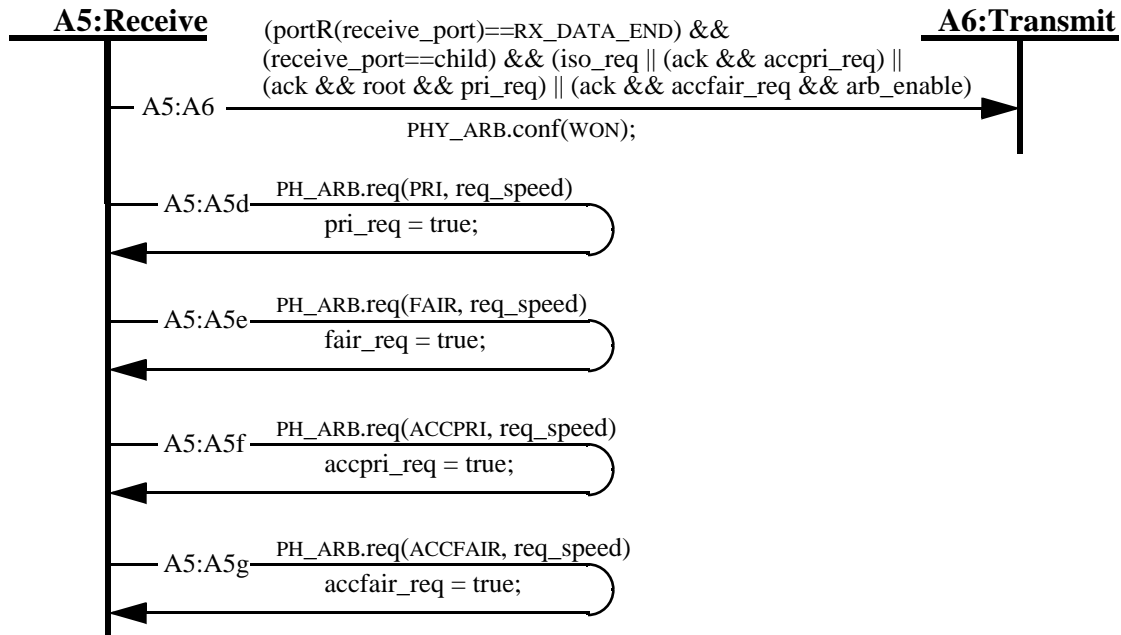 A5:Receive
A6:Transmit
(portR(receive_port)==RX_DATA_END) &&
(receive_port==child) && (iso_req || (ack && accpri_req) ||
(ack && root && pri_req) || (ack && accfair_req && arb_enable)
A5:A6
PHY_ARB.conf(WON);
A5:A5d
PH_ARB.req(PRI, req_speed)
pri_req = true;
A5:A5e
PH_ARB.req(FAIR, req_speed)
fair_req = true;
A5:A5f
PH_ARB.req(ACCPRI, req_speed)
accpri_req = true;
A5:A5g
PH_ARB.req(ACCFAIR, req_speed)
accfair_req = true;